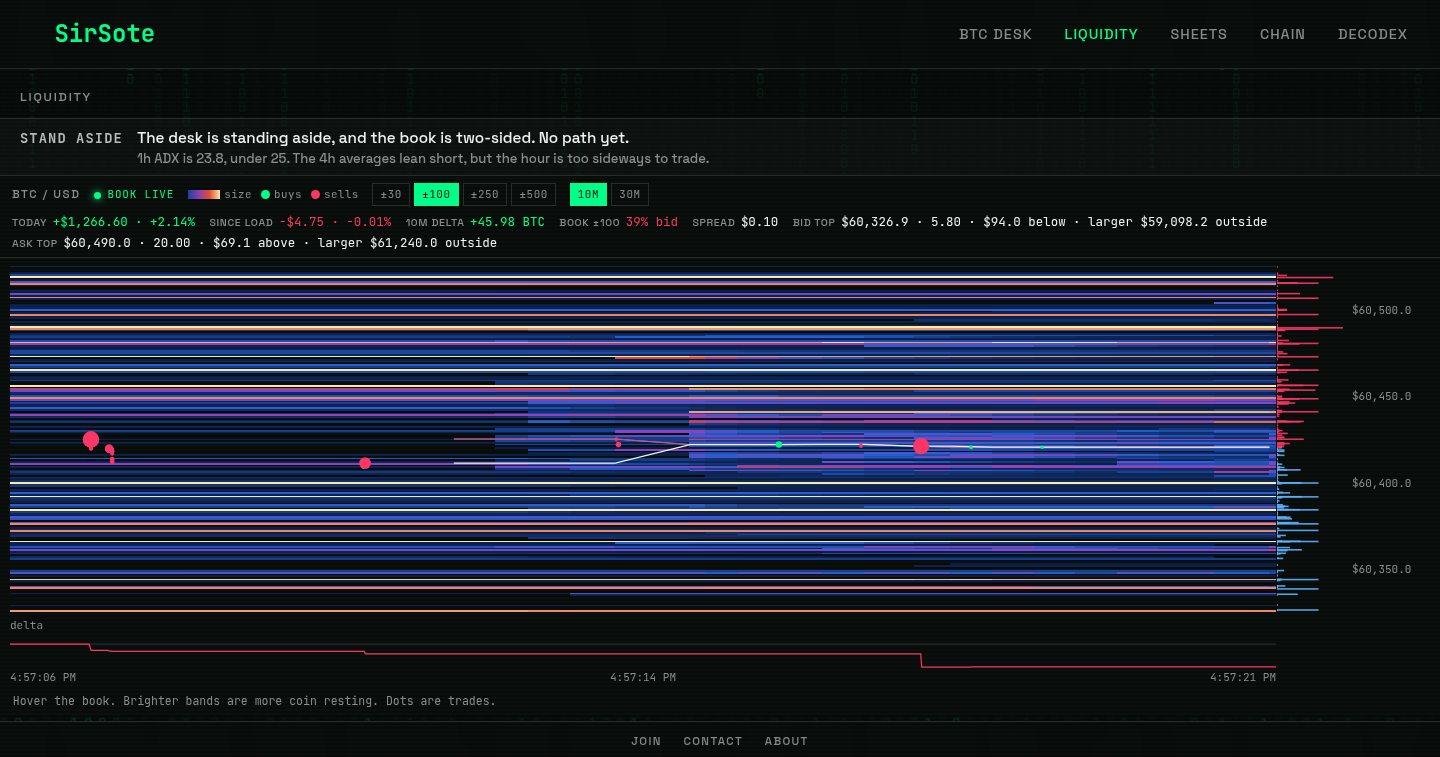 SirSote
BTC DESK LIQUIDITY SHEETS CHAIN DECODEX
LIQUIDITY
STAND ASIDE The desk is standing aside, and the book is two-sided. No path yet.
1h ADX is 23.8, under 25. The 4h averages lean short, but the hour is too sideways to trade.
BTC / USD BOOK LIVE size buys sells ±30 ±100 ±250 ±500 10M 30M
TODAY +$1,266.60 · +2.14% SINCE LOAD -$4.75 · -0.01% 10M DELTA +45.98 BTC BOOK ±100 39% bid SPREAD $0.10 BID TOP $60,326.9 · 5.80 · $94.0 below · larger $59,098.2 outside
ASK TOP $60,490.0 · 20.00 · $69.1 above · larger $61,240.0 outside
$60,500.0
$60,450.0
$60,400.0
$60,350.0
delta
4:57:06 PM 4:57:14 PM 4:57:21 PM
Hover the book. Brighter bands are more coin resting. Dots are trades.
JOIN CONTACT ABOUT